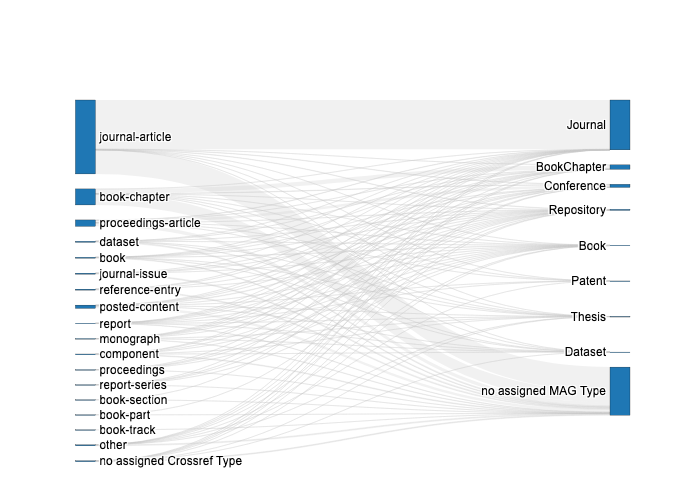 journal-article
book-chapter
proceedings-article
dataset
book
journal-issue
reference-entry
posted-content
report
monograph
component
proceedings
report-series
book-section
book-part
book-track
other
no assigned Crossref Type
Journal
BookChapter
Conference
Repository
Book
Patent
Thesis
Dataset
no assigned MAG Type